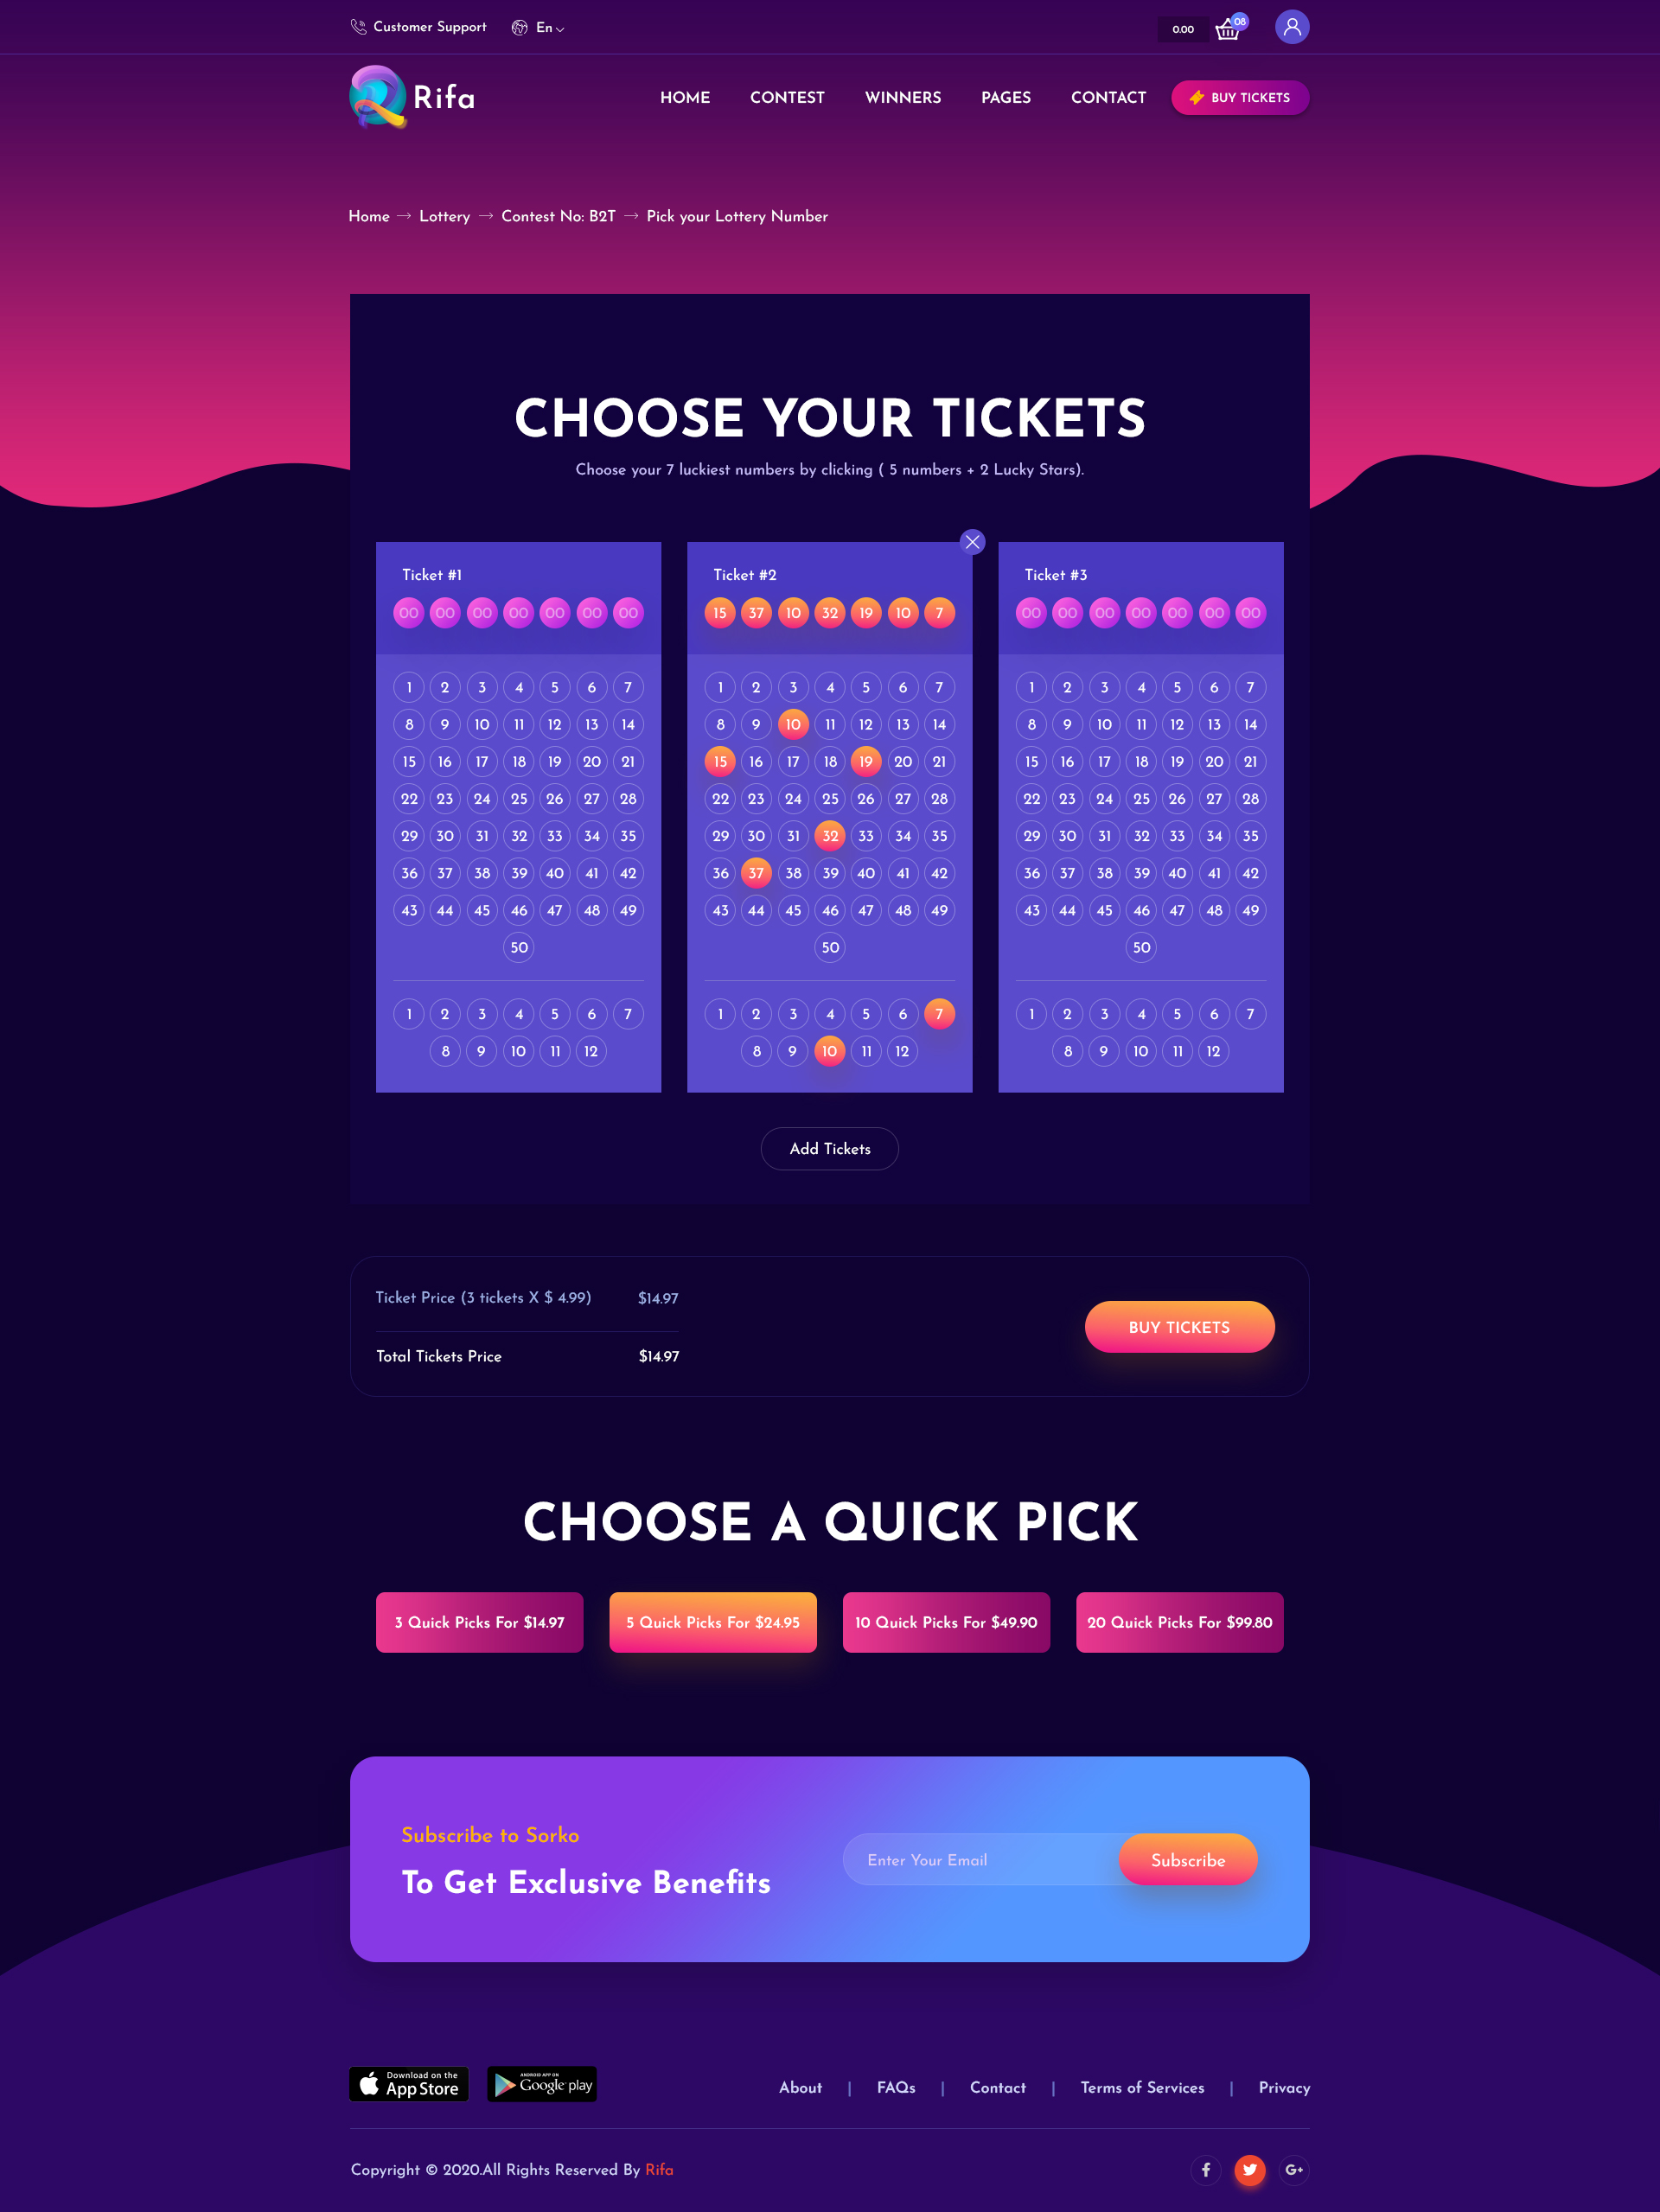 Customer Support En 0.00 08
Rifa HOME CONTEST WINNERS PAGES CONTACT BUY TICKETS
Home → Lottery → Contest No: B2T → Pick your Lottery Number
CHOOSE YOUR TICKETS
Choose your 7 luckiest numbers by clicking ( 5 numbers + 2 Lucky Stars).
Ticket #1
00 00 00 00 00 00 00
1 2 3 4 5 6 7
8 9 10 11 12 13 14
15 16 17 18 19 20 21
22 23 24 25 26 27 28
29 30 31 32 33 34 35
36 37 38 39 40 41 42
43 44 45 46 47 48 49
50
1 2 3 4 5 6 7
8 9 10 11 12
Ticket #2
15 37 10 32 19 10 7
1 2 3 4 5 6 7
8 9 10 11 12 13 14
15 16 17 18 19 20 21
22 23 24 25 26 27 28
29 30 31 32 33 34 35
36 37 38 39 40 41 42
43 44 45 46 47 48 49
50
1 2 3 4 5 6 7
8 9 10 11 12
Ticket #3
00 00 00 00 00 00 00
1 2 3 4 5 6 7
8 9 10 11 12 13 14
15 16 17 18 19 20 21
22 23 24 25 26 27 28
29 30 31 32 33 34 35
36 37 38 39 40 41 42
43 44 45 46 47 48 49
50
1 2 3 4 5 6 7
8 9 10 11 12
Add Tickets
Ticket Price (3 tickets X $ 4.99) $14.97
Total Tickets Price $14.97
BUY TICKETS
CHOOSE A QUICK PICK
3 Quick Picks For $14.97
5 Quick Picks For $24.95
10 Quick Picks For $49.90
20 Quick Picks For $99.80
Subscribe to Sorko
To Get Exclusive Benefits
Enter Your Email
Subscribe
Download on the
App Store
ANDROID APP ON
Google play
About | FAQs | Contact | Terms of Services | Privacy
Copyright © 2020.All Rights Reserved By Rifa
f G+